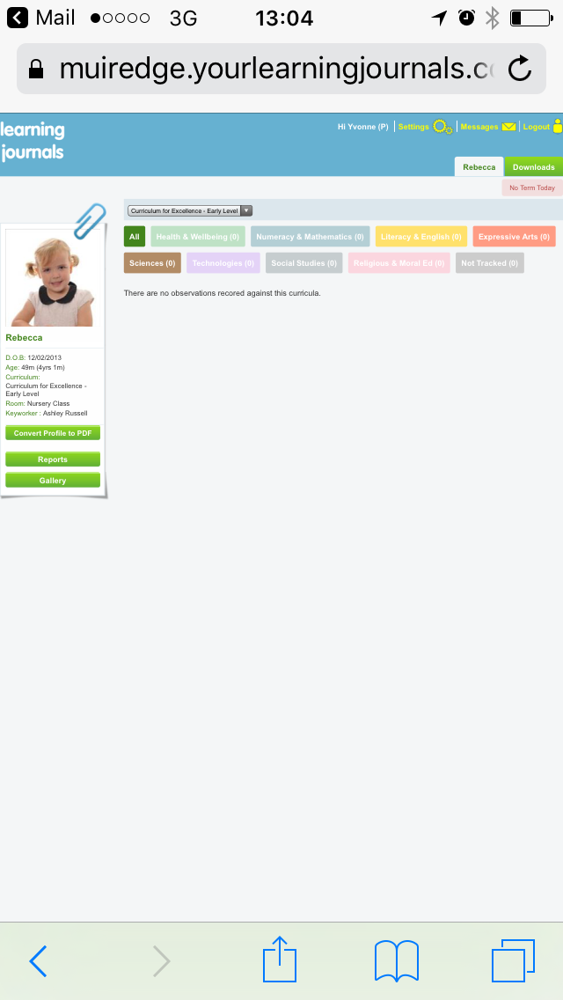 Mail 3G 13:04
muiredge.yourlearningjournals.c
learning
journals
Hi Yvonne (P) Settings Messages Logout
Rebecca Downloads
No Term Today
Curriculum for Excellence - Early Level
All Health & Wellbeing (0) Numeracy & Mathematics (0) Literacy & English (0) Expressive Arts (0)
Sciences (0) Technologies (0) Social Studies (0) Religious & Moral Ed (0) Not Tracked (0)
There are no observations recored against this curricula.
Rebecca
D.O.B: 12/02/2013
Age: 49m (4yrs 1m)
Curriculum:
Curriculum for Excellence -
Early Level
Room: Nursery Class
Keyworker : Ashley Russell
Convert Profile to PDF
Reports
Gallery